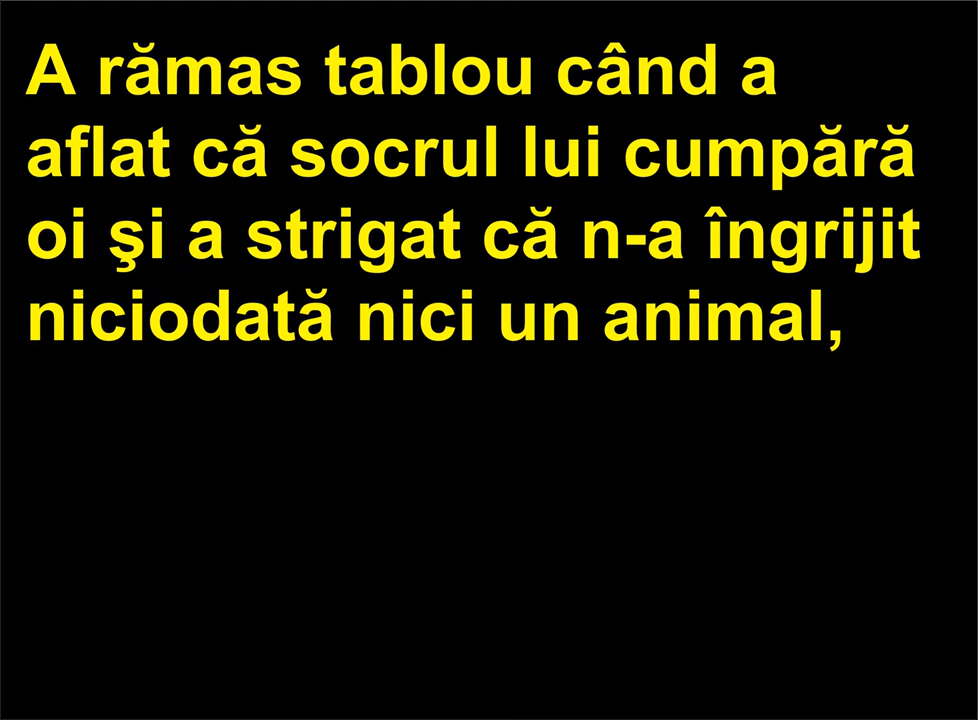 A rămas tablou când a
aflat că socrul lui cumpără
oi şi a strigat că n-a îngrijit
niciodată nici un animal,